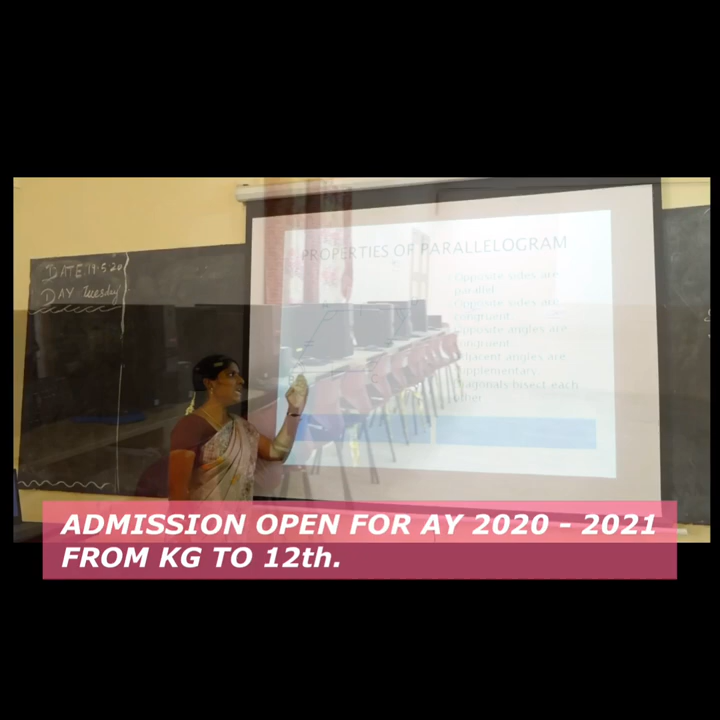 DATE 19.5.20
DAY Tuesday
PROPERTIES OF PARALLELOGRAM
Opposite sides are
parallel
Opposite sides are
congruent
Opposite angles are
congruent
Adjacent angles are
supplementary
Diagonals bisect each
other
ADMISSION OPEN FOR AY 2020 - 2021
FROM KG TO 12th.